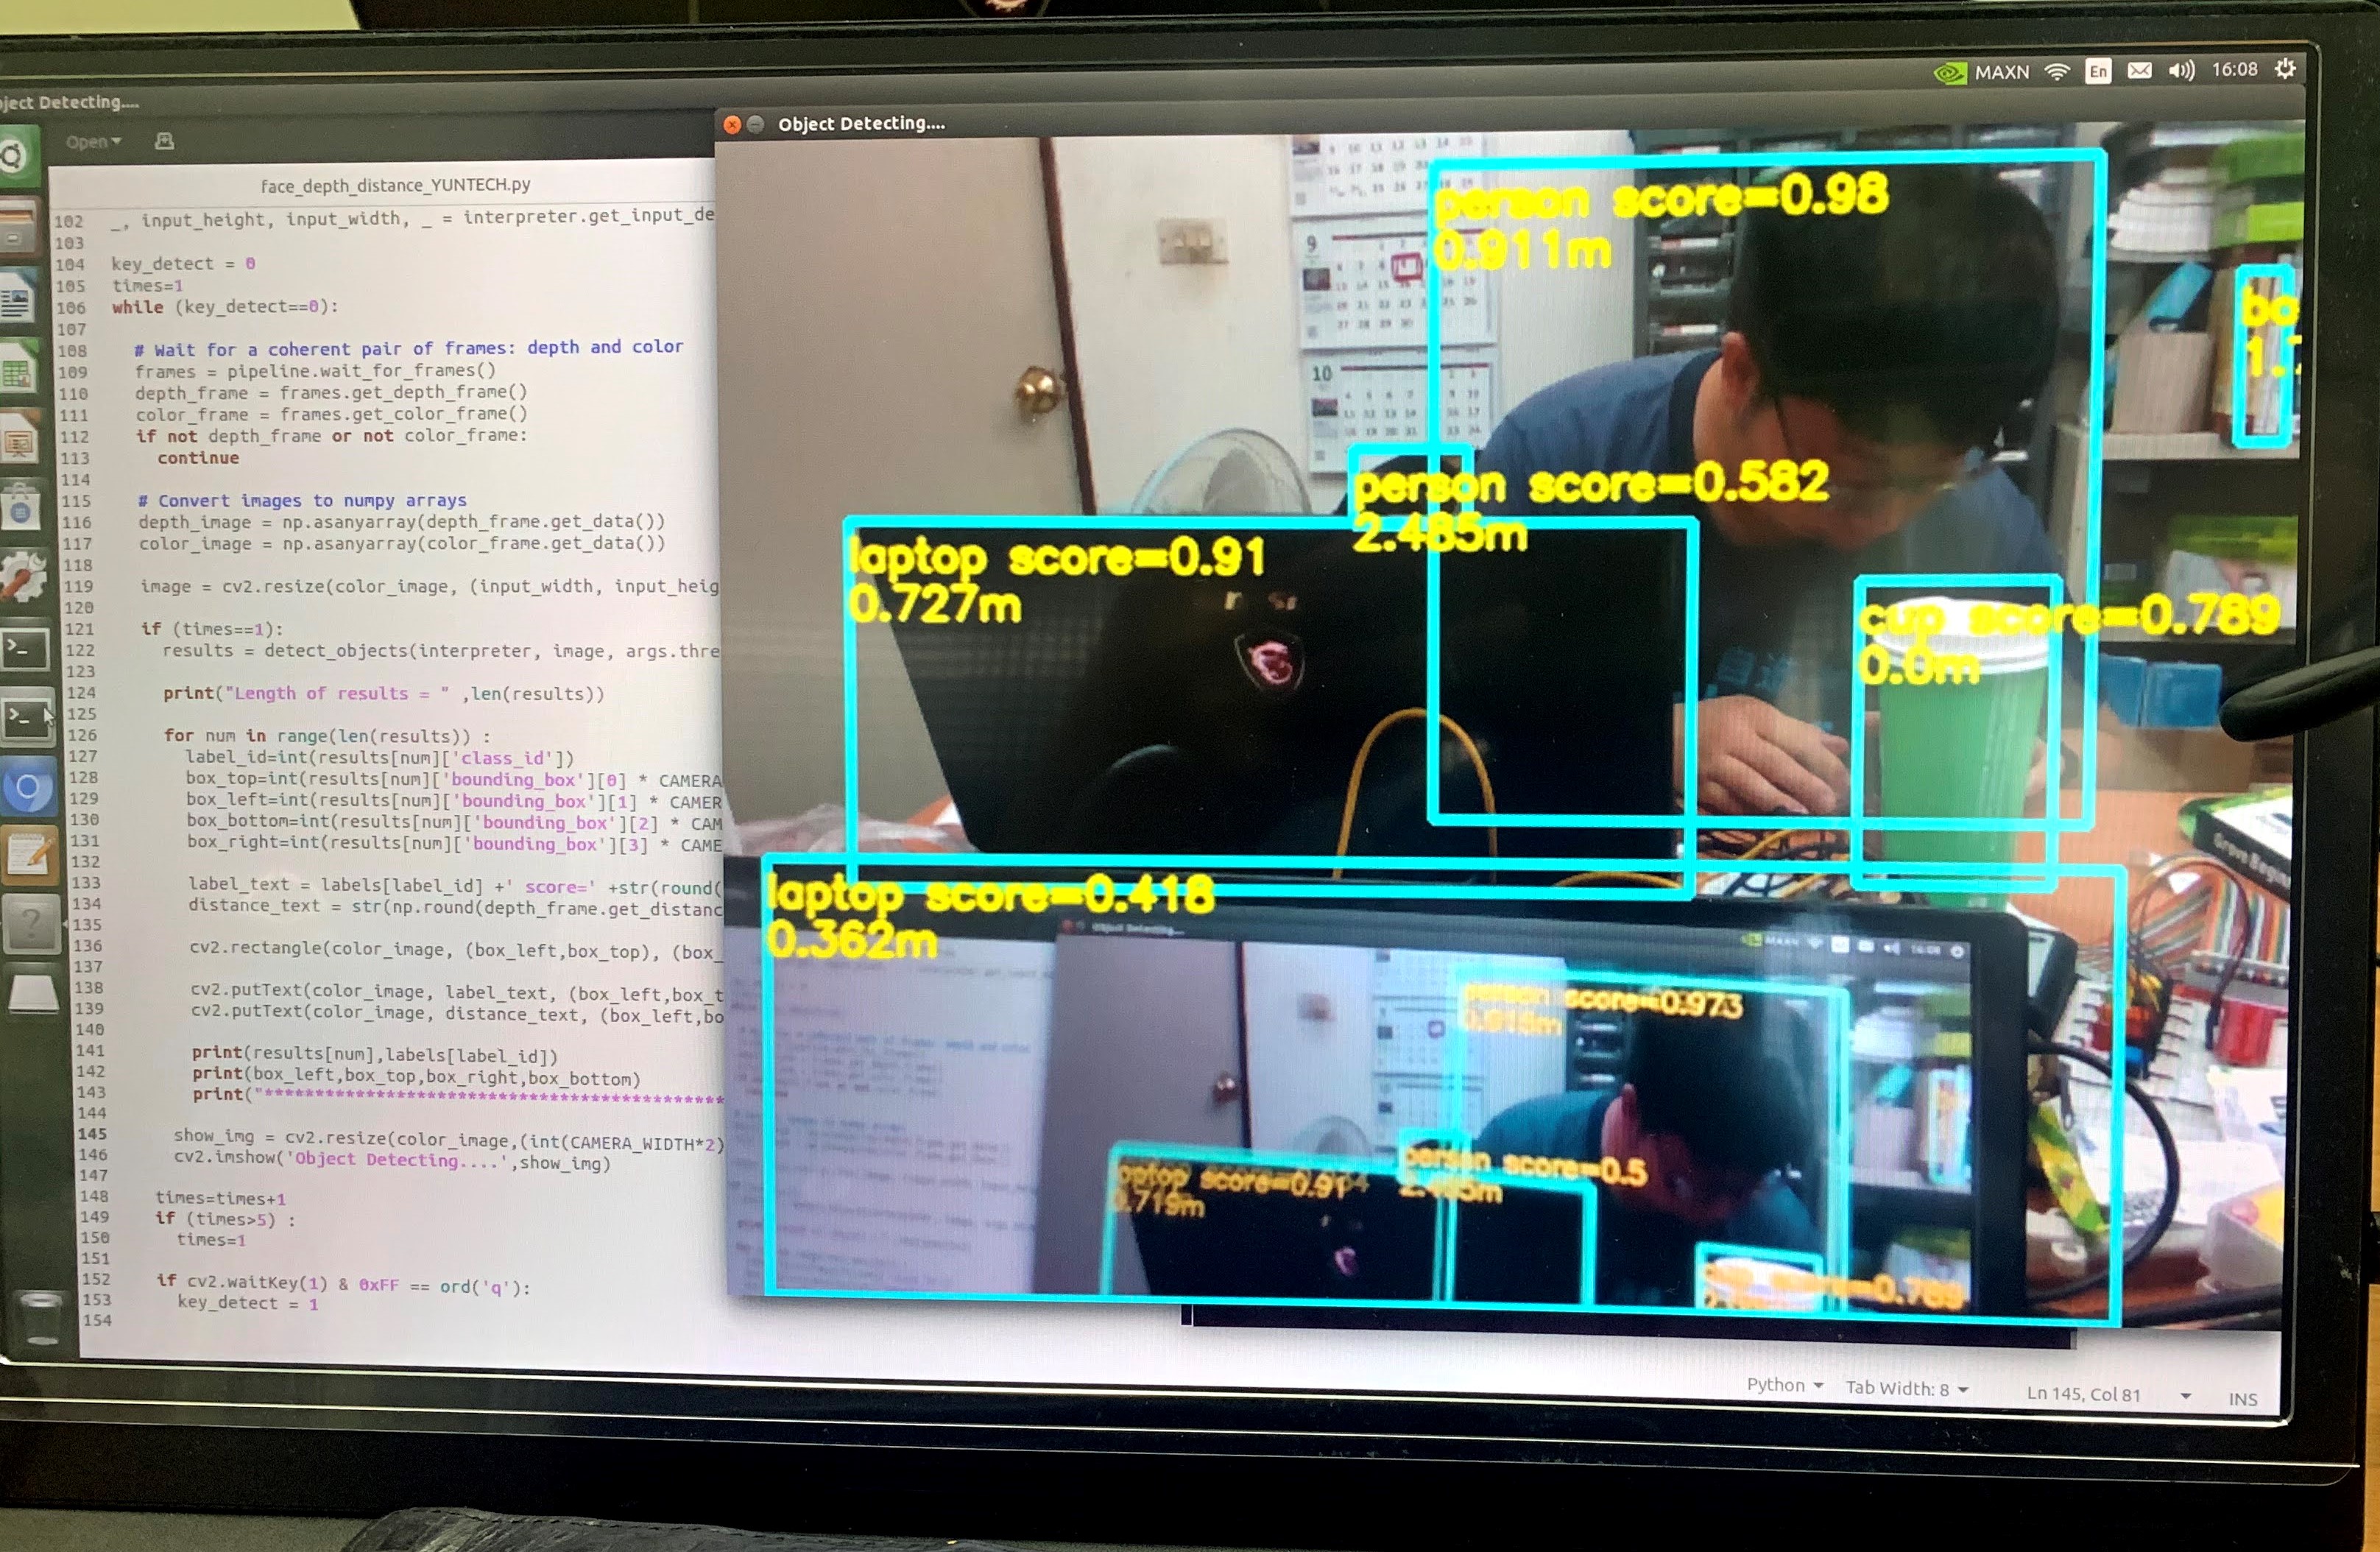 MAXN
En
16:08
ject Detecting....
Open
Object Detecting....
face_depth_distance_YUNTECH.py
102 _, input_height, input_width, _ = interpreter.get_input_de
103
104 key_detect = 0
105 times=1
106 while (key_detect==0):
107
108 # Wait for a coherent pair of frames: depth and color
109 frames = pipeline.wait_for_frames()
110 depth_frame = frames.get_depth_frame()
111 color_frame = frames.get_color_frame()
112 if not depth_frame or not color_frame:
113 continue
114
115 # Convert images to numpy arrays
116 depth_image = np.asanyarray(depth_frame.get_data())
117 color_image = np.asanyarray(color_frame.get_data())
118
119 image = cv2.resize(color_image, (input_width, input_heig
120
121 if (times==1):
122 results = detect_objects(interpreter, image, args.thre
123
124 print("Length of results = " ,len(results))
125
126 for num in range(len(results)) :
127 label_id=int(results[num]['class_id'])
128 box_top=int(results[num]['bounding_box'][0] * CAMERA
129 box_left=int(results[num]['bounding_box'][1] * CAMER
130 box_bottom=int(results[num]['bounding_box'][2] * CAM
131 box_right=int(results[num]['bounding_box'][3] * CAME
132
133 label_text = labels[label_id] +' score=' +str(round(
134 distance_text = str(np.round(depth_frame.get_distanc
135
136 cv2.rectangle(color_image, (box_left,box_top), (box_
137
138 cv2.putText(color_image, label_text, (box_left,box_t
139 cv2.putText(color_image, distance_text, (box_left,bo
140
141 print(results[num],labels[label_id])
142 print(box_left,box_top,box_right,box_bottom)
143 print("******************************************
144
145 show_img = cv2.resize(color_image,(int(CAMERA_WIDTH*2)
146 cv2.imshow('Object Detecting....',show_img)
147
148 times=times+1
149 if (times>5) :
150 times=1
151
152 if cv2.waitKey(1) & 0xFF == ord('q'):
153 key_detect = 1
154
person score=0.98
0.911m
bo
1.
9
10
person score=0.582
2.485m
laptop score=0.91
0.727m
cup score=0.789
0.0m
Grove Beginn
laptop score=0.418
0.362m
Object Detecting....
MAXN
16:08
person score=0.973
person score=0.5
laptop score=0.914
0.719m
score=0.789
Python
Tab Width: 8
Ln 145, Col 81
INS